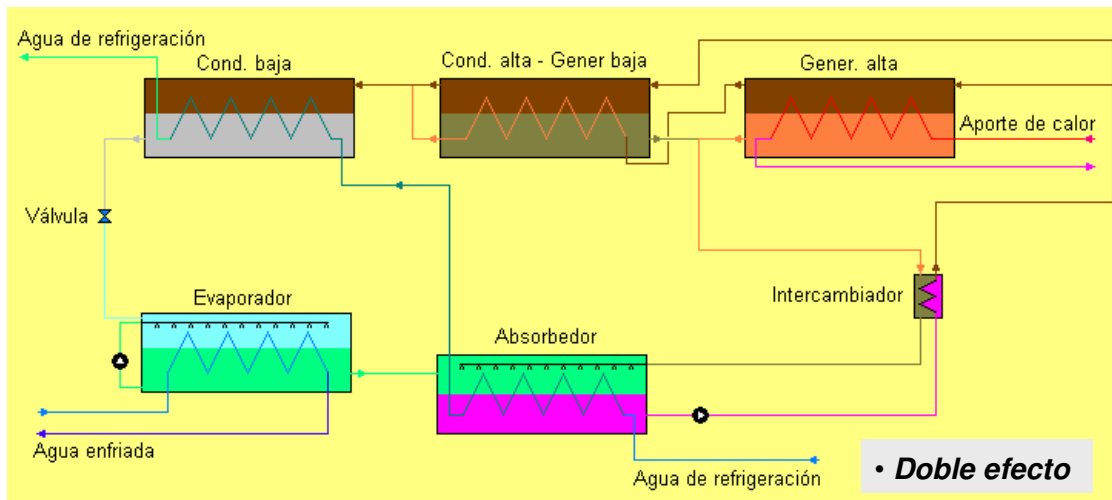 Agua de refrigeración
Cond. baja
Cond. alta - Gener baja
Gener. alta
Aporte de calor
Válvula
Evaporador
Intercambiador
Absorbedor
Agua enfriada
Agua de refrigeración
• Doble efecto